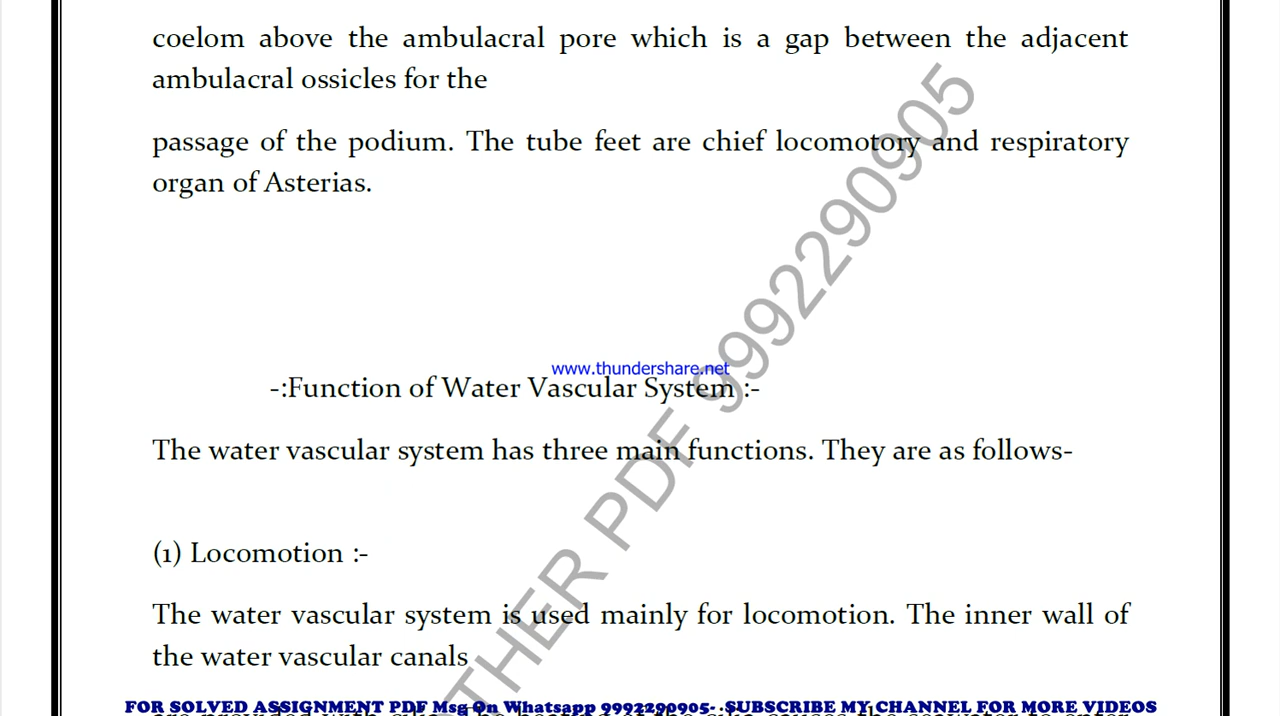 coelom above the ambulacral pore which is a gap between the adjacent
ambulacral ossicles for the
passage of the podium. The tube feet are chief locomotory and respiratory
organ of Asterias.
www.thundershare.net
-:Function of Water Vascular System :-
The water vascular system has three main functions. They are as follows-
(1) Locomotion :-
The water vascular system is used mainly for locomotion. The inner wall of
the water vascular canals
THER PDF 9992290905
FOR SOLVED ASSIGNMENT PDF Msg On Whatsapp 9992290905- SUBSCRIBE MY CHANNEL FOR MORE VIDEOS